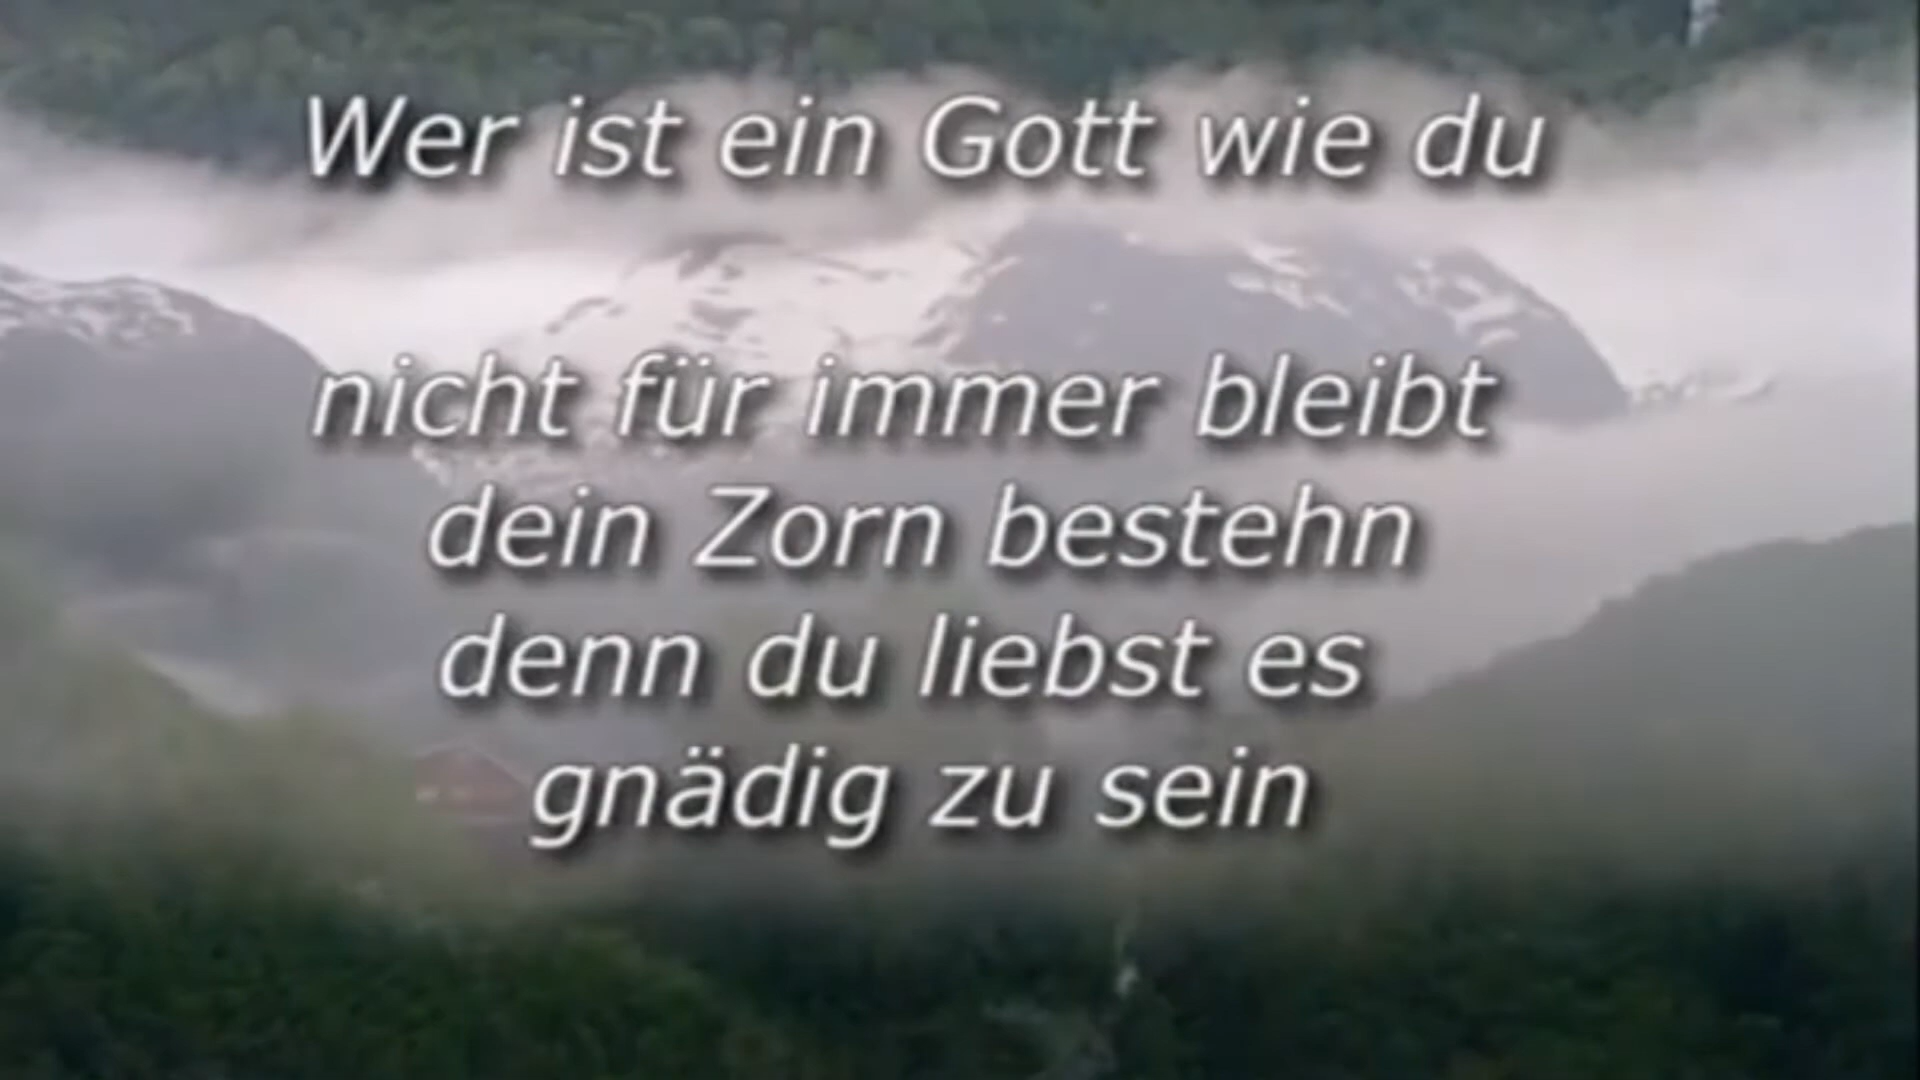 Wer ist ein Gott wie du
nicht für immer bleibt
dein Zorn bestehn
denn du liebst es
gnädig zu sein